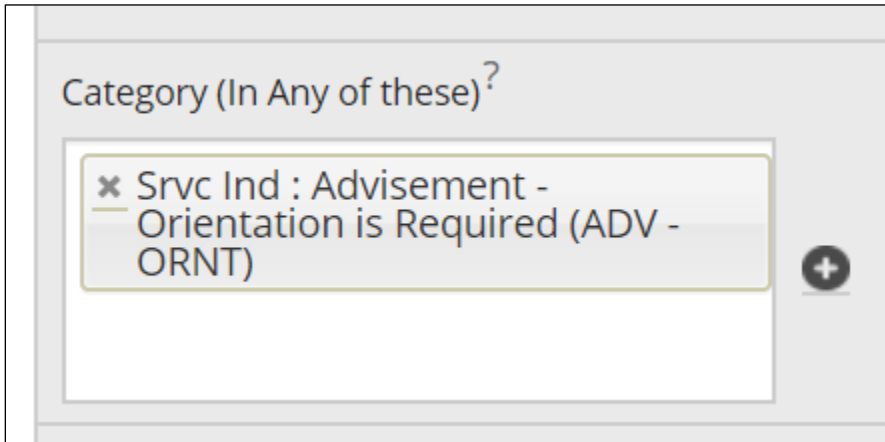 Category (In Any of these)?
× Srvc Ind : Advisement -
Orientation is Required (ADV -
ORNT)